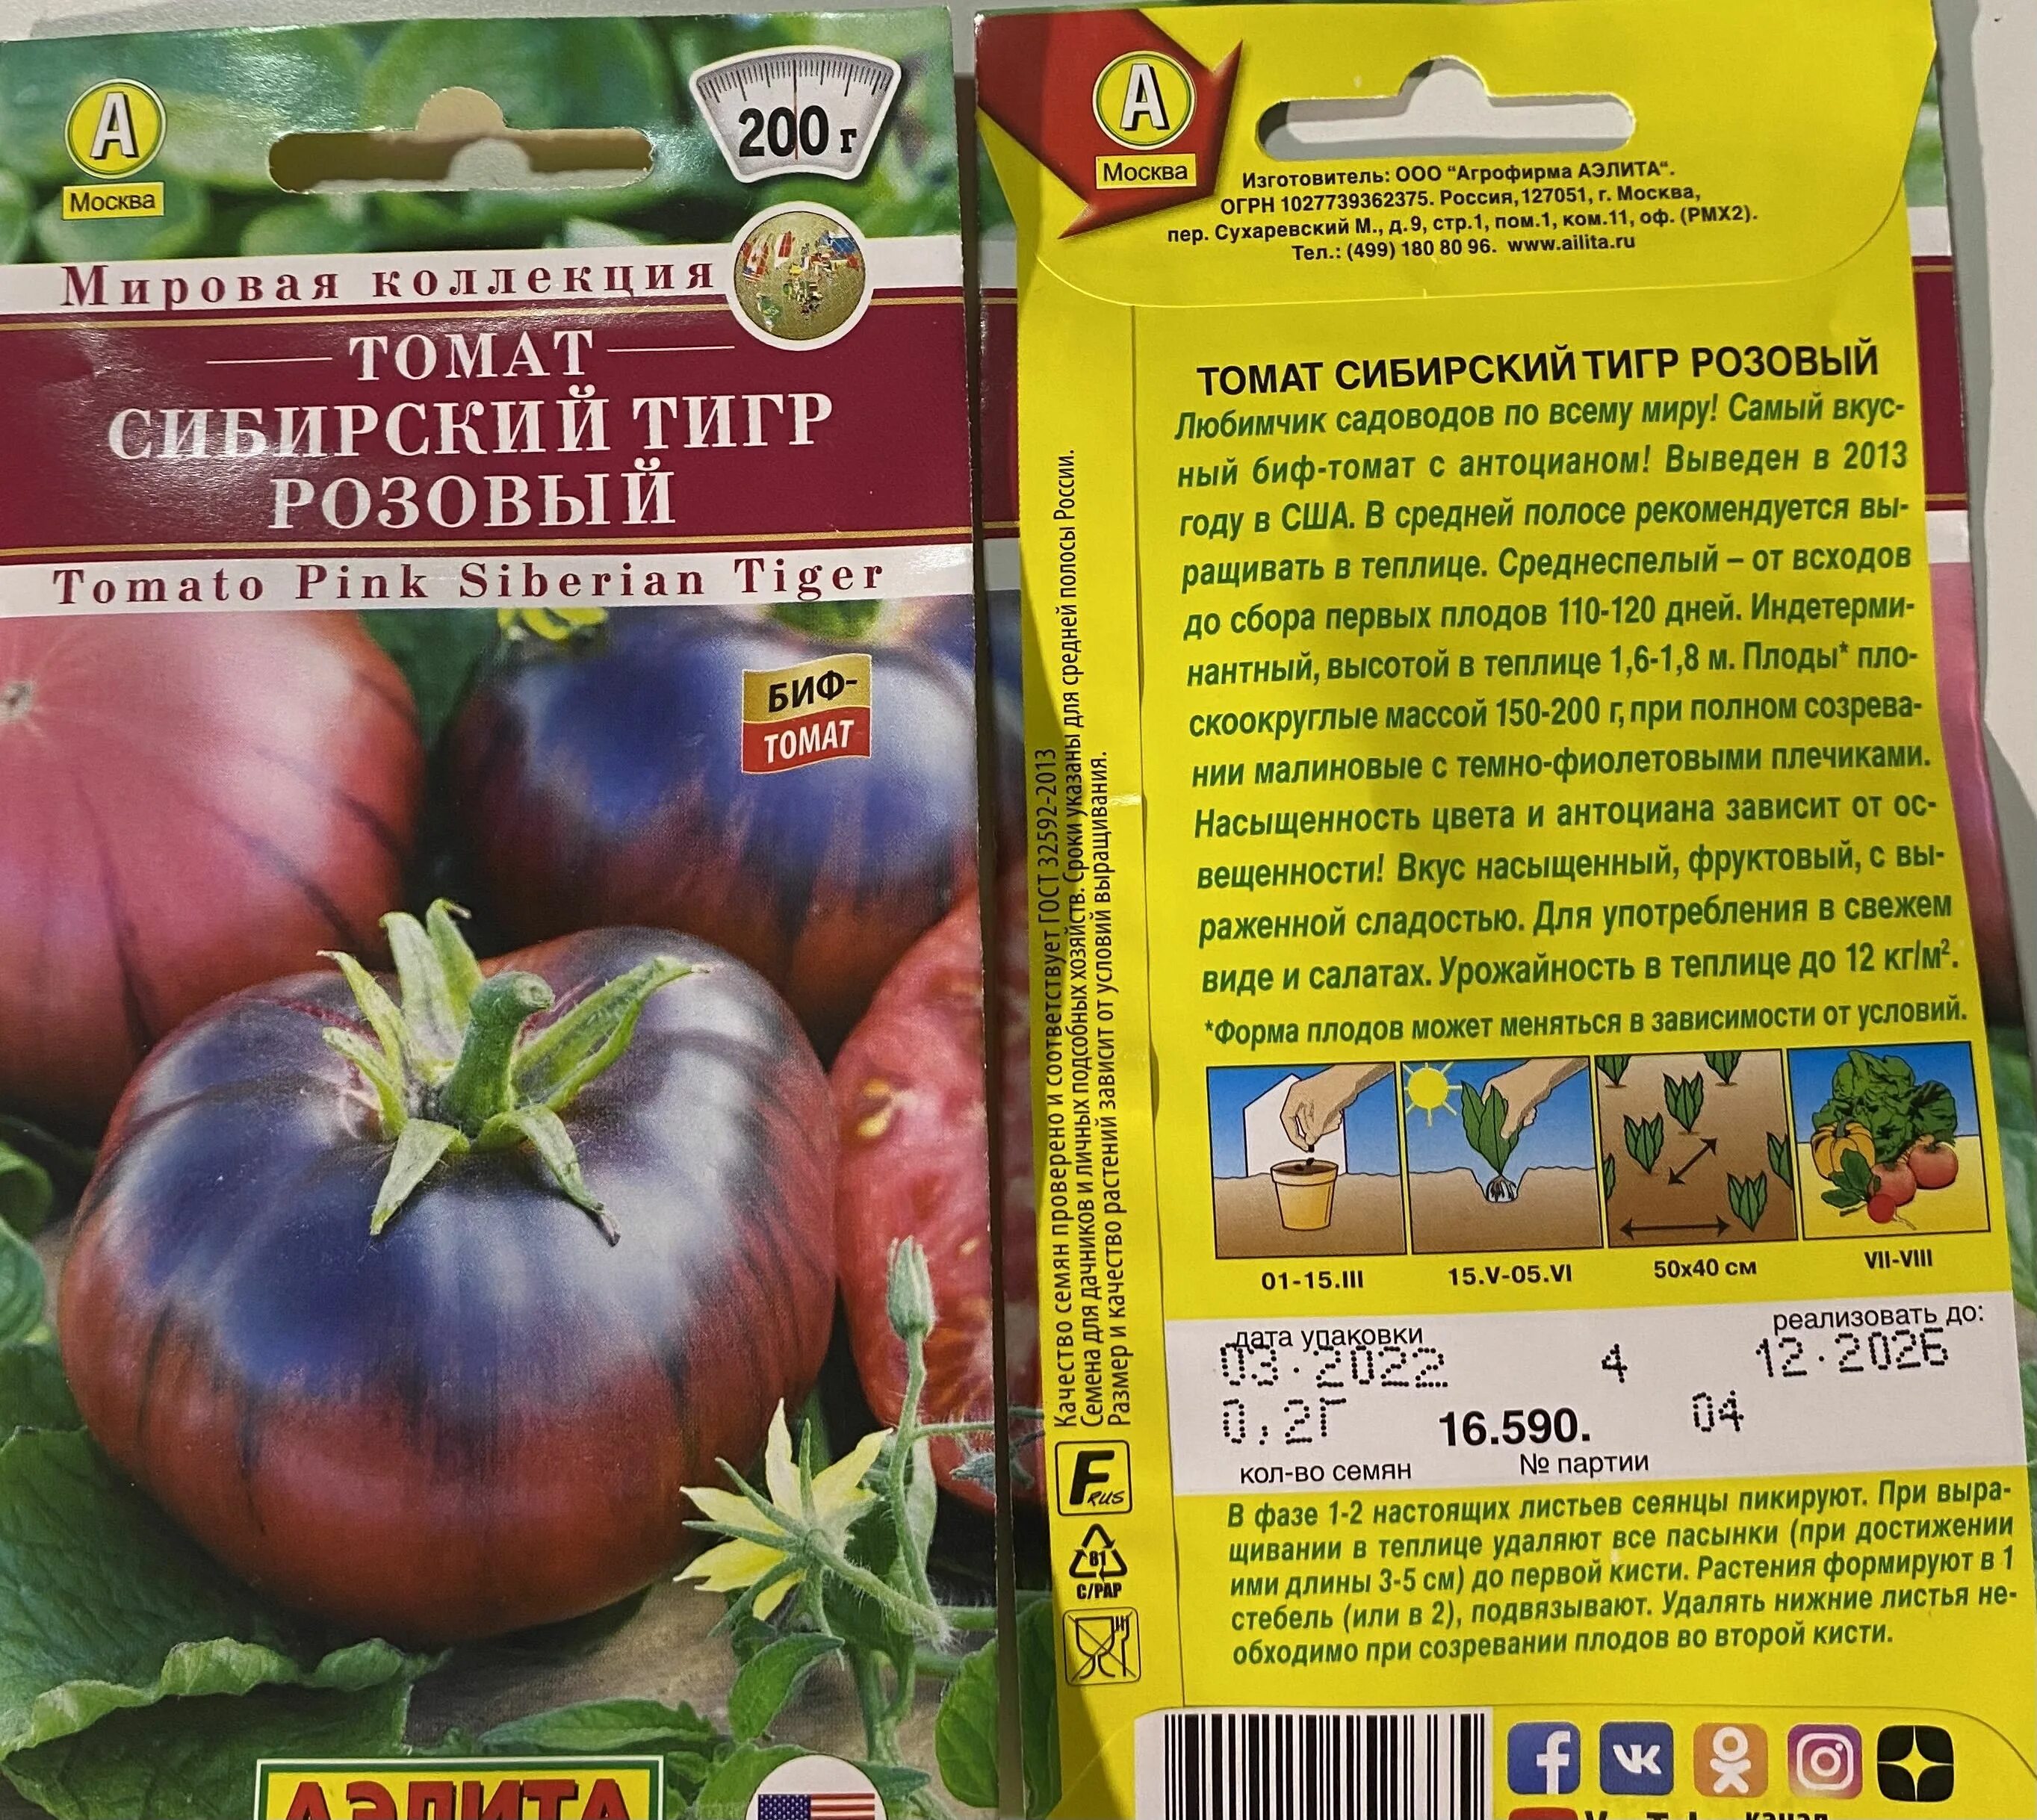 А
Москва
200 г
Мировая коллекция
ТОМАТ
СИБИРСКИЙ ТИГР
РОЗОВЫЙ
Tomato Pink Siberian Tiger
БИФ-
ТОМАТ
АЭЛИТА
А
Москва
Изготовитель: ООО "Агрофирма АЭЛИТА".
ОГРН 1027739362375. Россия, 127051, г. Москва,
пер. Сухаревский М., д.9, стр.1, пом.1, ком.11, оф. (РМХ2).
Тел.: (499) 180 80 96. www.ailita.ru
ТОМАТ СИБИРСКИЙ ТИГР РОЗОВЫЙ
Любимчик садоводов по всему миру! Самый вкус-
ный биф-томат с антоцианом! Выведен в 2013
году в США. В средней полосе рекомендуется вы-
ращивать в теплице. Среднеспелый – от всходов
до сбора первых плодов 110-120 дней. Индетерми-
нантный, высотой в теплице 1,6-1,8 м. Плоды* пло-
скоокруглые массой 150-200 г, при полном созрева-
нии малиновые с темно-фиолетовыми плечиками.
Насыщенность цвета и антоциана зависит от ос-
вещенности! Вкус насыщенный, фруктовый, с вы-
раженной сладостью. Для употребления в свежем
виде и салатах. Урожайность в теплице до 12 кг/м².
*Форма плодов может меняться в зависимости от условий.
01-15.III 15.V-05.VI 50х40 см VII-VIII
дата упаковки реализовать до:
03.2022 4 12.2026
0,2г 16.590. 04
кол-во семян № партии
В фазе 1-2 настоящих листьев сеянцы пикируют. При выра-
щивании в теплице удаляют все пасынки (при достижении
ими длины 3-5 см) до первой кисти. Растения формируют в 1
стебель (или в 2), подвязывают. Удалять нижние листья не-
обходимо при созревании плодов во второй кисти.
Качество семян проверено и соответствует ГОСТ 32592-2013
Семена для дачников и личных подсобных хозяйств. Сроки указаны для средней полосы России.
Размер и качество растений зависит от условий выращивания.
F RUS
81
C/PAP